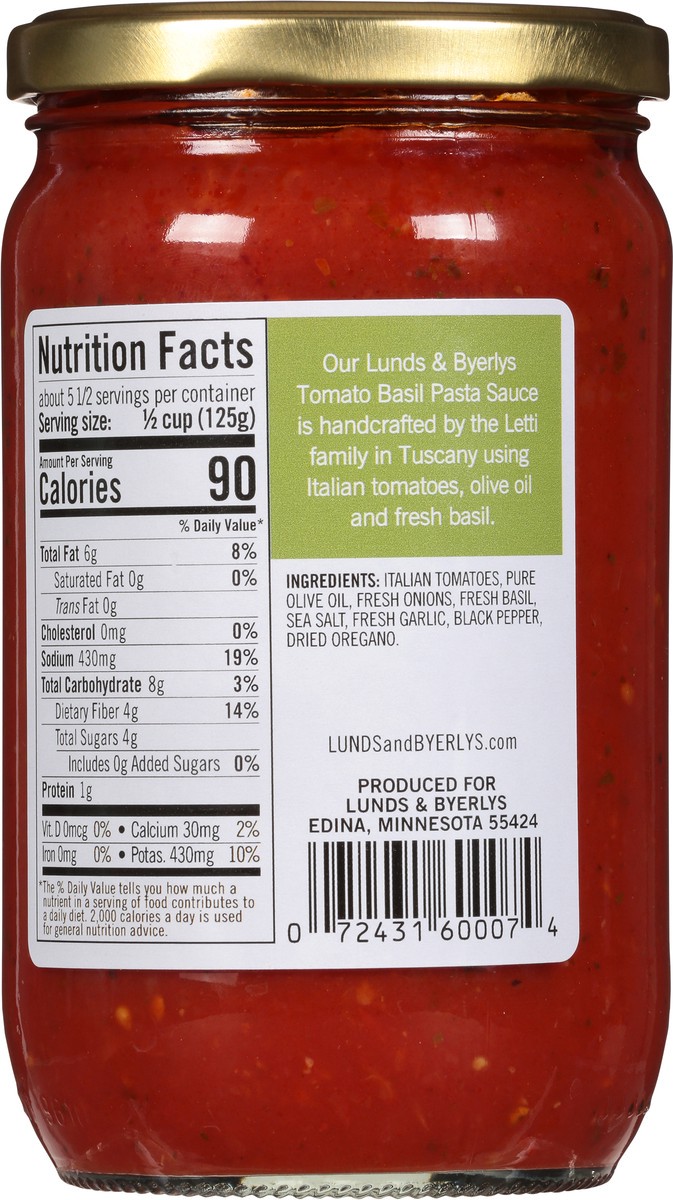 Nutrition Facts
about 5 1/2 servings per container
Serving size: ½ cup (125g)
Amount Per Serving
Calories 90
% Daily Value*
Total Fat 6g 8%
Saturated Fat 0g 0%
Trans Fat 0g
Cholesterol 0mg 0%
Sodium 430mg 19%
Total Carbohydrate 8g 3%
Dietary Fiber 4g 14%
Total Sugars 4g
Includes 0g Added Sugars 0%
Protein 1g
Vit. D 0mcg 0% • Calcium 30mg 2%
Iron 0mg 0% • Potas. 430mg 10%
*The % Daily Value tells you how much a
nutrient in a serving of food contributes to
a daily diet. 2,000 calories a day is used
for general nutrition advice.
Our Lunds & Byerlys
Tomato Basil Pasta Sauce
is handcrafted by the Letti
family in Tuscany using
Italian tomatoes, olive oil
and fresh basil.
INGREDIENTS: ITALIAN TOMATOES, PURE
OLIVE OIL, FRESH ONIONS, FRESH BASIL,
SEA SALT, FRESH GARLIC, BLACK PEPPER,
DRIED OREGANO.
LUNDSandBYERLYS.com
PRODUCED FOR
LUNDS & BYERLYS
EDINA, MINNESOTA 55424
0 72431 60007 4